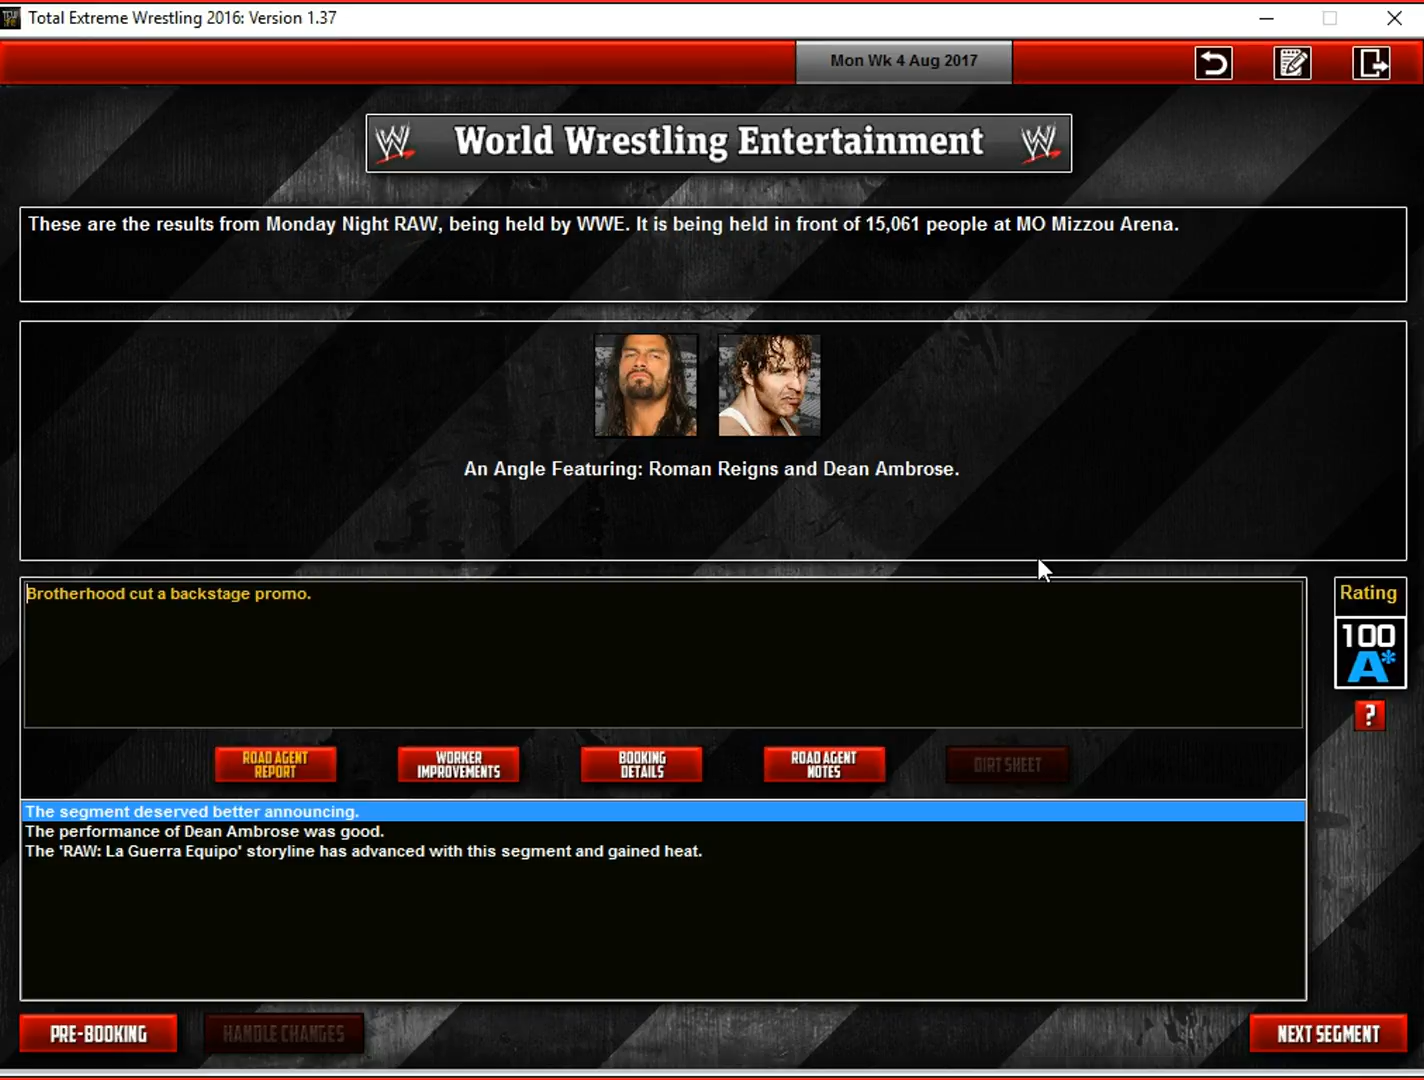 Total Extreme Wrestling 2016: Version 1.37
Mon Wk 4 Aug 2017
World Wrestling Entertainment
These are the results from Monday Night RAW, being held by WWE. It is being held in front of 15,061 people at MO Mizzou Arena.
An Angle Featuring: Roman Reigns and Dean Ambrose.
Brotherhood cut a backstage promo.
Rating
100
A*
?
ROAD AGENT
REPORT
WORKER
IMPROVEMENTS
BOOKING
DETAILS
ROAD AGENT
NOTES
DIRT SHEET
The segment deserved better announcing.
The performance of Dean Ambrose was good.
The 'RAW: La Guerra Equipo' storyline has advanced with this segment and gained heat.
PRE-BOOKING
HANDLE CHANGES
NEXT SEGMENT